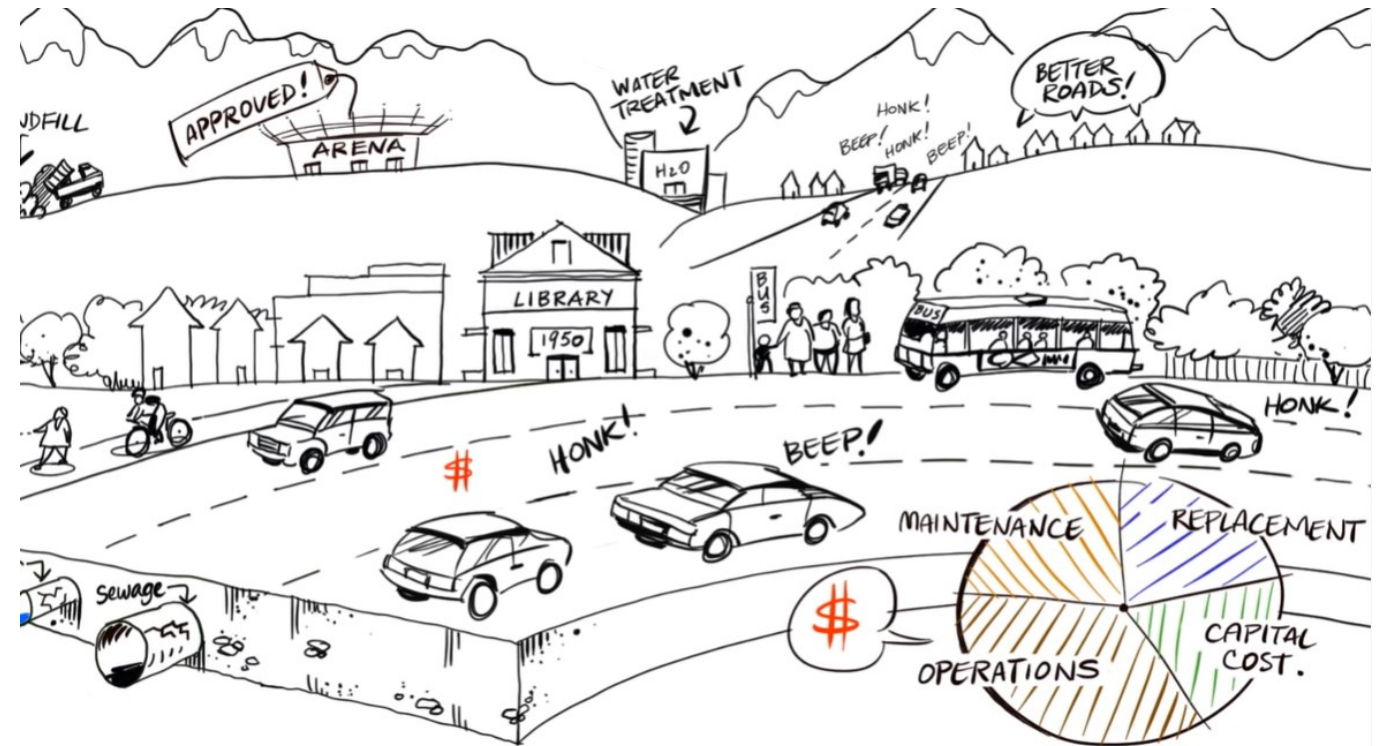 BETTER
ROADS!
WATER
TREATMENT
APPROVED!
HONK!
NDFILL
BEEP! HONK! BEEP!
ARENA
H2O
BUS
LIBRARY
BUS
1950
HONK!
HONK!
BEEP!
$
MAINTENANCE
REPLACEMENT
sewage
$
CAPITAL
COST.
OPERATIONS